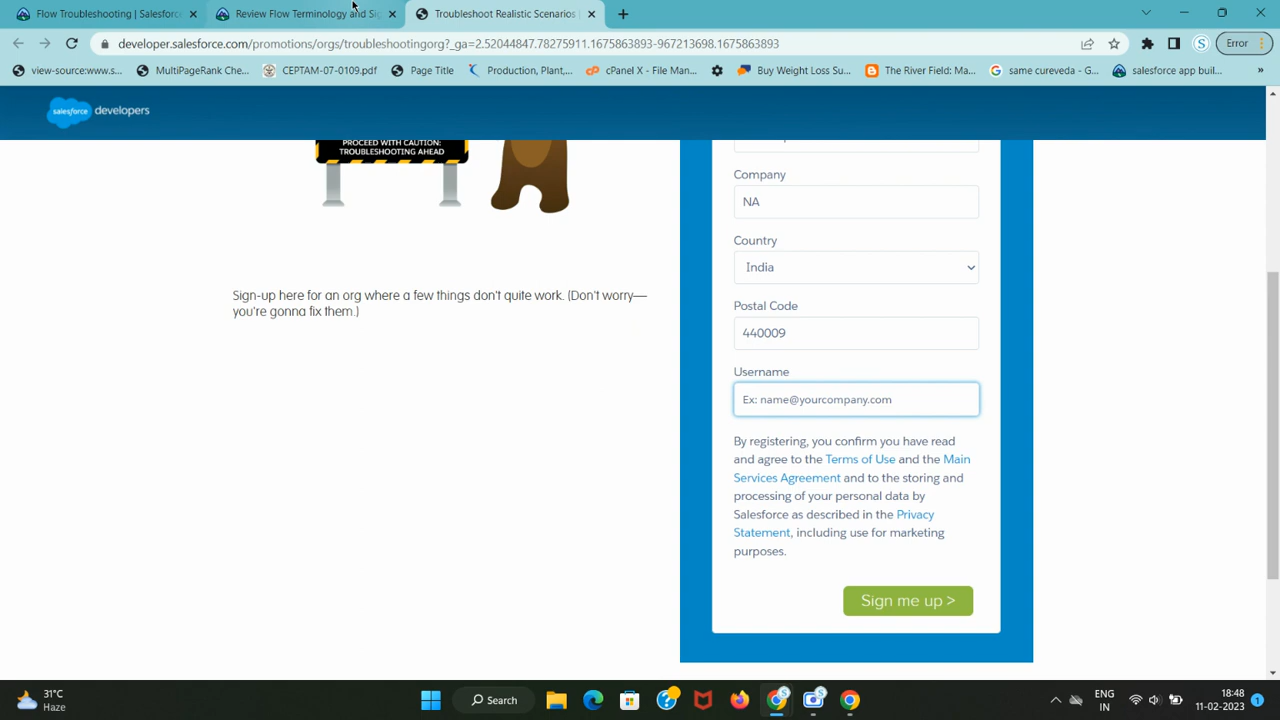 Flow Troubleshooting | Salesforce
Review Flow Terminology and Si
Troubleshoot Realistic Scenarios |
developer.salesforce.com/promotions/orgs/troubleshootingorg?_ga=2.52044847.78275911.1675863893-967213698.1675863893
Error
view-source:www.s...
MultiPageRank Che...
CEPTAM-07-0109.pdf
Page Title
Production, Plant,...
cPanel X - File Man...
Buy Weight Loss Su...
The River Field: Ma...
same cureveda - G...
salesforce app buil...
»
salesforce developers
PROCEED WITH CAUTION:
TROUBLESHOOTING AHEAD
Sign-up here for an org where a few things don't quite work. (Don't worry—
you're gonna fix them.)
Company
NA
Country
India
Postal Code
440009
Username
Ex: name@yourcompany.com
By registering, you confirm you have read
and agree to the Terms of Use and the Main
Services Agreement and to the storing and
processing of your personal data by
Salesforce as described in the Privacy
Statement, including use for marketing
purposes.
Sign me up >
31°C
Haze
Search
ENG
IN
18:48
11-02-2023
1